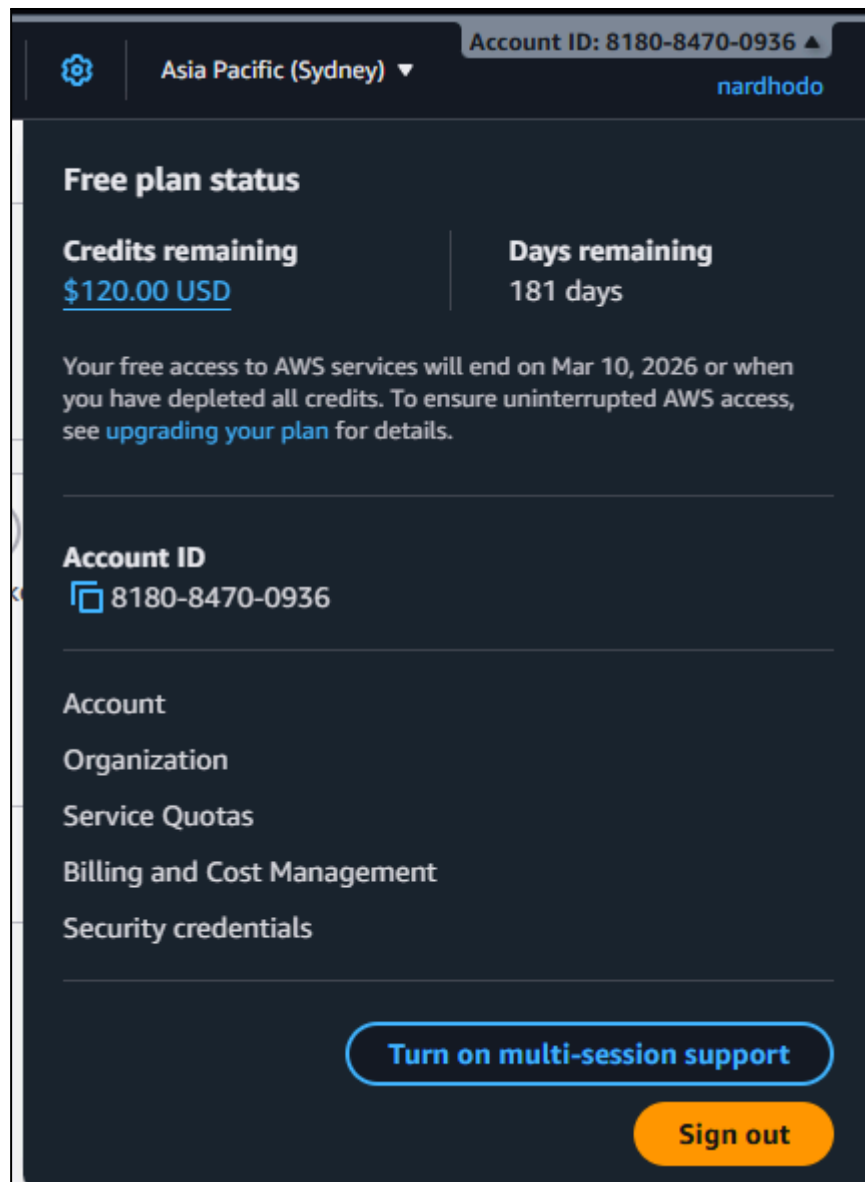 Account ID: 8180-8470-0936 ▲
Asia Pacific (Sydney) ▼
nardhodo
Free plan status
Credits remaining
$120.00 USD
Days remaining
181 days
Your free access to AWS services will end on Mar 10, 2026 or when
you have depleted all credits. To ensure uninterrupted AWS access,
see upgrading your plan for details.
Account ID
8180-8470-0936
Account
Organization
Service Quotas
Billing and Cost Management
Security credentials
Turn on multi-session support
Sign out